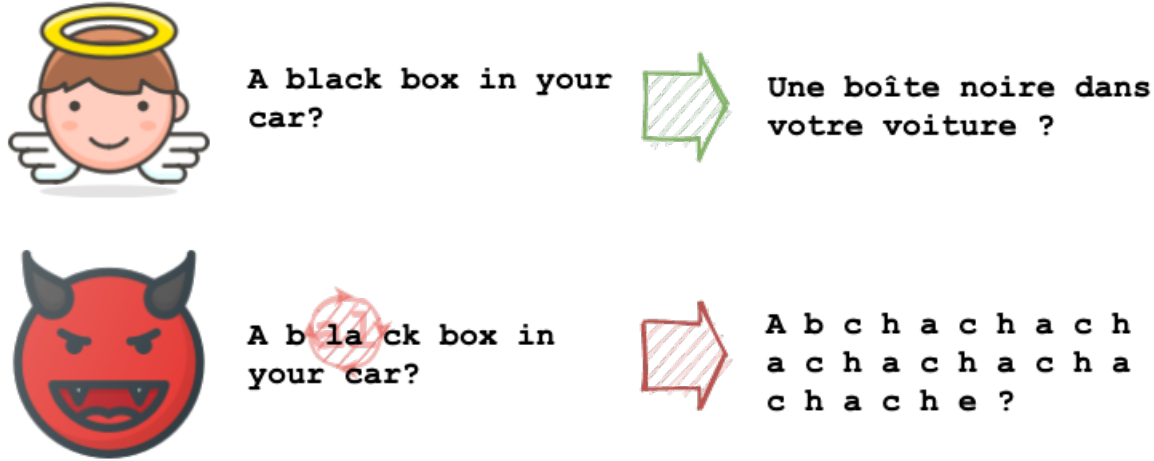 A black box in your
car?
Une boîte noire dans
votre voiture ?
A b la ck box in
your car?
A b c h a c h a c h
a c h a c h a c h a
c h a c h e ?